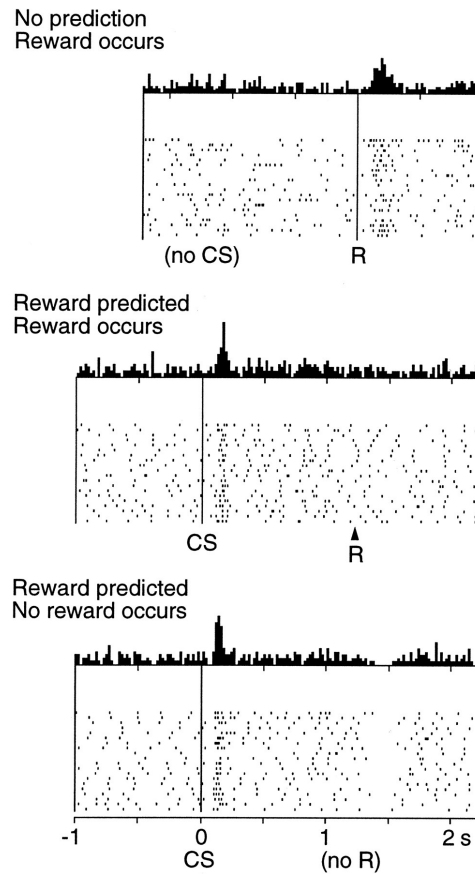 No prediction
Reward occurs
(no CS)
R
Reward predicted
Reward occurs
CS
R
Reward predicted
No reward occurs
-1
0
1
2 s
CS
(no R)